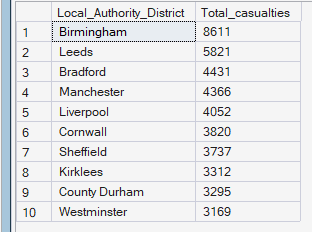 Local_Authority_District Total_casualties
1 Birmingham 8611
2 Leeds 5821
3 Bradford 4431
4 Manchester 4366
5 Liverpool 4052
6 Cornwall 3820
7 Sheffield 3737
8 Kirklees 3312
9 County Durham 3295
10 Westminster 3169